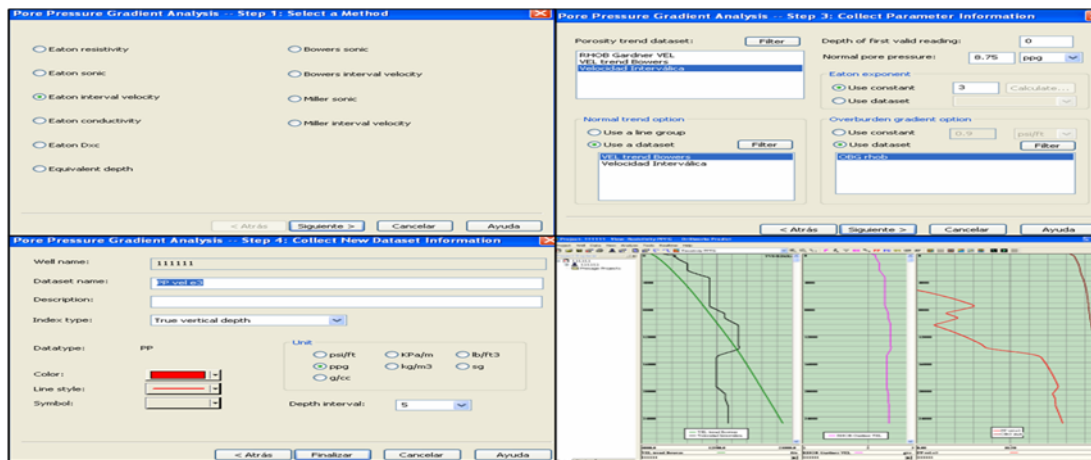 Pore Pressure Gradient Analysis -- Step 1: Select a Method
Eaton resistivity
Bowers sonic
Eaton sonic
Bowers interval velocity
Eaton interval velocity
Miller sonic
Eaton conductivity
Miller interval velocity
Eaton Dxc
Equivalent depth
< Atrás
Siguiente >
Cancelar
Ayuda
Pore Pressure Gradient Analysis -- Step 3: Collect Parameter Information
Porosity trend dataset:
Filter
RHOB Gardner VEL
VEL trend Bowers
Velocidad Interválica
Depth of first valid reading:
0
Normal pore pressure:
8.75
ppg
Eaton exponent
Use constant
3
Calculate...
Use dataset
Normal trend option
Use a line group
Use a dataset
Filter
VEL trend Bowers
Velocidad Interválica
Overburden gradient option
Use constant
0.9
psi/ft
Use dataset
Filter
OBG rhob
< Atrás
Siguiente >
Cancelar
Ayuda
Pore Pressure Gradient Analysis -- Step 4: Collect New Dataset Information
Well name:
111111
Dataset name:
PP vel e3
Description:
Index type:
True vertical depth
Datatype:
PP
Color:
Line style:
Symbol:
Unit
psi/ft
KPa/m
lb/ft3
ppg
kg/m3
sg
g/cc
Depth interval:
5
< Atrás
Finalizar
Cancelar
Ayuda